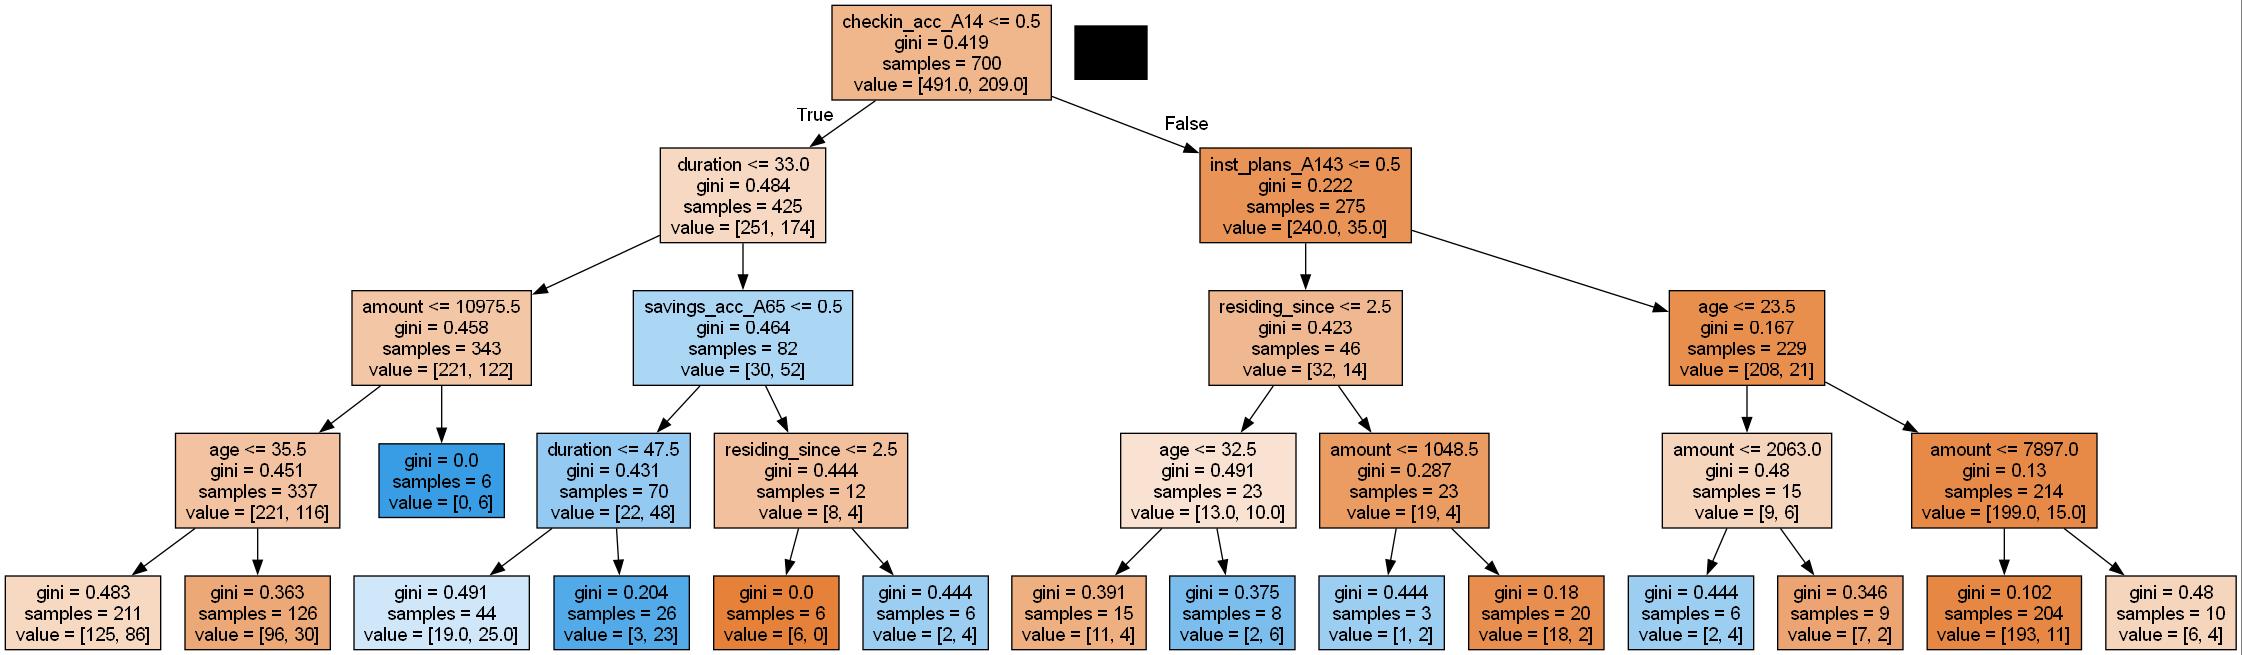 checkin_acc_A14 <= 0.5
gini = 0.419
samples = 700
value = [491.0, 209.0]
True
False
duration <= 33.0
gini = 0.484
samples = 425
value = [251, 174]
inst_plans_A143 <= 0.5
gini = 0.222
samples = 275
value = [240.0, 35.0]
amount <= 10975.5
gini = 0.458
samples = 343
value = [221, 122]
savings_acc_A65 <= 0.5
gini = 0.464
samples = 82
value = [30, 52]
residing_since <= 2.5
gini = 0.423
samples = 46
value = [32, 14]
age <= 23.5
gini = 0.167
samples = 229
value = [208, 21]
age <= 35.5
gini = 0.451
samples = 337
value = [221, 116]
gini = 0.0
samples = 6
value = [0, 6]
duration <= 47.5
gini = 0.431
samples = 70
value = [22, 48]
residing_since <= 2.5
gini = 0.444
samples = 12
value = [8, 4]
age <= 32.5
gini = 0.491
samples = 23
value = [13.0, 10.0]
amount <= 1048.5
gini = 0.287
samples = 23
value = [19, 4]
amount <= 2063.0
gini = 0.48
samples = 15
value = [9, 6]
amount <= 7897.0
gini = 0.13
samples = 214
value = [199.0, 15.0]
gini = 0.483
samples = 211
value = [125, 86]
gini = 0.363
samples = 126
value = [96, 30]
gini = 0.491
samples = 44
value = [19.0, 25.0]
gini = 0.204
samples = 26
value = [3, 23]
gini = 0.0
samples = 6
value = [6, 0]
gini = 0.444
samples = 6
value = [2, 4]
gini = 0.391
samples = 15
value = [11, 4]
gini = 0.375
samples = 8
value = [2, 6]
gini = 0.444
samples = 3
value = [1, 2]
gini = 0.18
samples = 20
value = [18, 2]
gini = 0.444
samples = 6
value = [2, 4]
gini = 0.346
samples = 9
value = [7, 2]
gini = 0.102
samples = 204
value = [193, 11]
gini = 0.48
samples = 10
value = [6, 4]